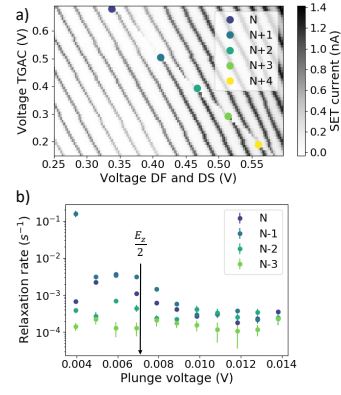 a)
N
N+1
N+2
N+3
N+4
0.6
0.5
0.4
0.3
0.2
Voltage TGAC (V)
0.25 0.30 0.35 0.40 0.45 0.50 0.55
Voltage DF and DS (V)
1.4
1.2
1.0
0.8
0.6
0.4
0.2
0.0
SET current (nA)
b)
N
N-1
N-2
N-3
E_z
2
10⁻¹
10⁻²
10⁻³
10⁻⁴
Relaxation rate (s⁻¹)
0.004 0.006 0.008 0.010 0.012 0.014
Plunge voltage (V)